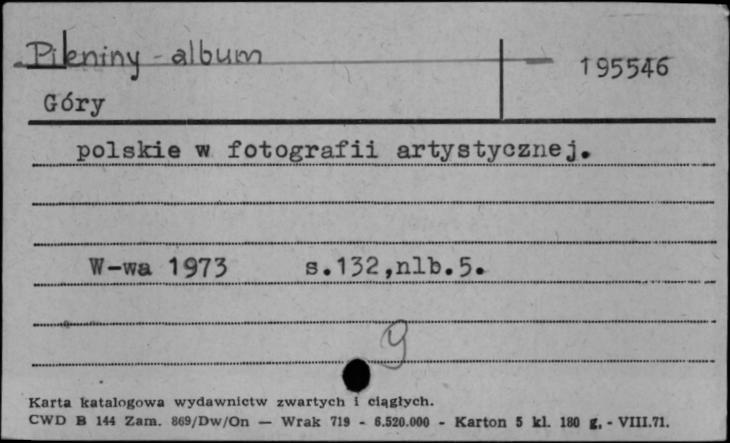 Pieniny - album
195546
Góry
polskie w fotografii artystycznej.
W-wa 1973 s.132,nlb.5.
g
Karta katalogowa wydawnictw zwartych i ciągłych.
CWD B 144 Zam. 869/Dw/On — Wrak 719 - 6.520.000 - Karton 5 kl. 180 g. - VIII.71.